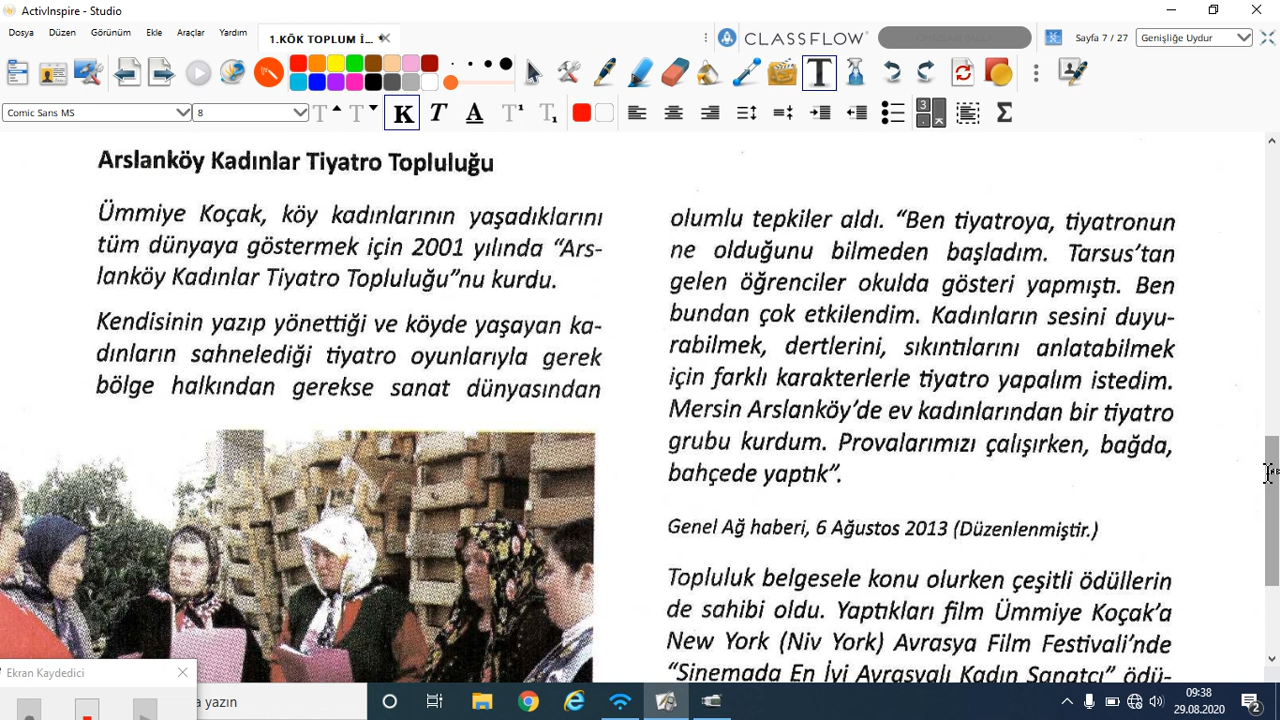 ActivInspire - Studio
Dosya Düzen Görünüm Ekle Araçlar Yardım
1.KÖK TOPLUM İ...
CLASSFLOW
Sayfa 7 / 27
Genişliğe Uydur
Comic Sans MS
8
Arslanköy Kadınlar Tiyatro Topluluğu
Ümmiye Koçak, köy kadınlarının yaşadıklarını
tüm dünyaya göstermek için 2001 yılında “Ars-
lanköy Kadınlar Tiyatro Topluluğu”nu kurdu.
Kendisinin yazıp yönettiği ve köyde yaşayan ka-
dınların sahnelediği tiyatro oyunlarıyla gerek
bölge halkından gerekse sanat dünyasından
olumlu tepkiler aldı. “Ben tiyatroya, tiyatronun
ne olduğunu bilmeden başladım. Tarsus’tan
gelen öğrenciler okulda gösteri yapmıştı. Ben
bundan çok etkilendim. Kadınların sesini duyu-
rabilmek, dertlerini, sıkıntılarını anlatabilmek
için farklı karakterlerle tiyatro yapalım istedim.
Mersin Arslanköy’de ev kadınlarından bir tiyatro
grubu kurdum. Provalarımızı çalışırken, bağda,
bahçede yaptık”.
Genel Ağ haberi, 6 Ağustos 2013 (Düzenlenmiştir.)
Topluluk belgesele konu olurken çeşitli ödüllerin
de sahibi oldu. Yaptıkları film Ümmiye Koçak’a
New York (Niv York) Avrasya Film Festivali’nde
“Sinemada En İyi Avrasyalı Kadın Sanatçı” ödü-
Ekran Kaydedici
a yazın
09:38
29.08.2020
2